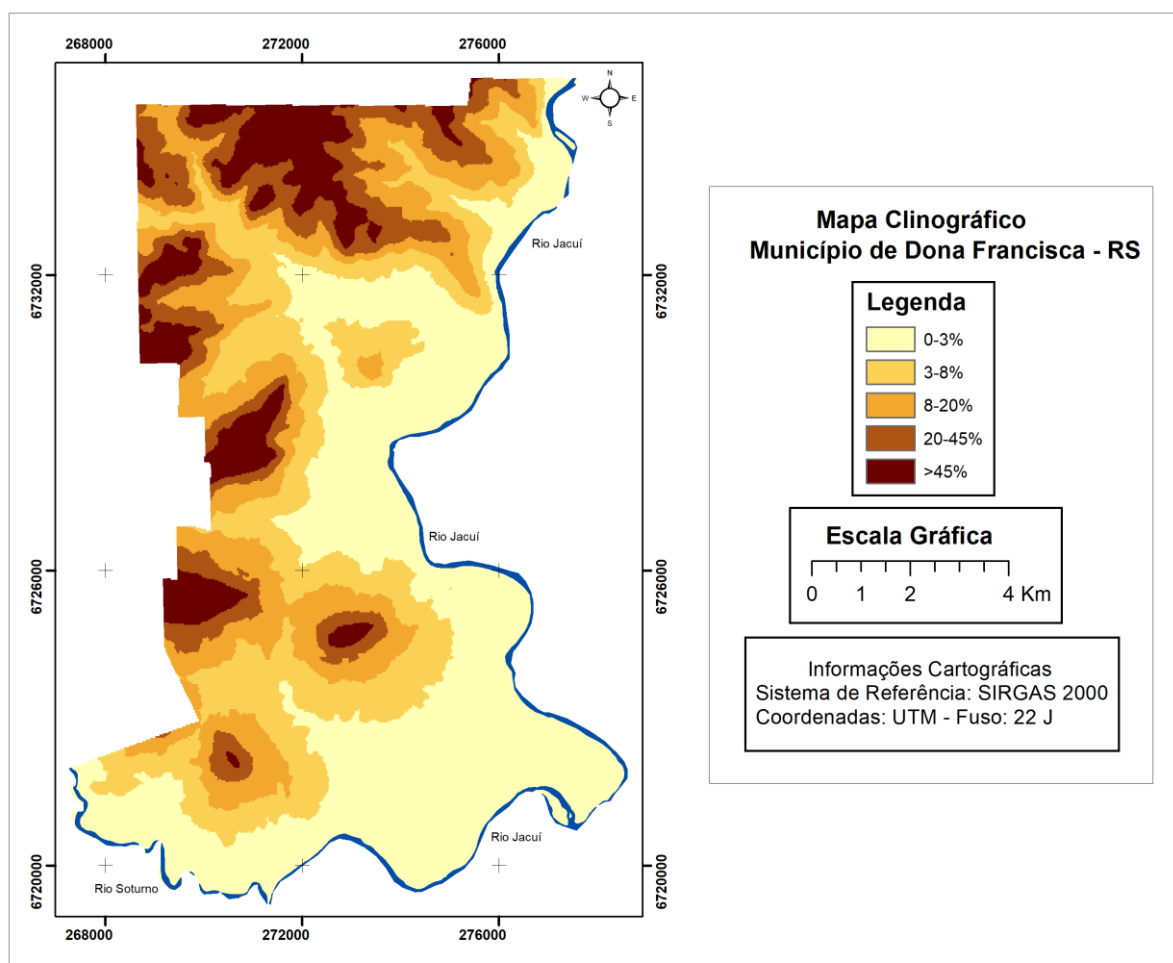 268000 272000 276000
N
W E
S
Rio Jacuí
6732000 6732000
Rio Jacuí
6726000 6726000
Rio Jacuí
Rio Soturno
6720000 6720000
268000 272000 276000
Mapa Clinográfico
Município de Dona Francisca - RS
Legenda
0-3%
3-8%
8-20%
20-45%
>45%
Escala Gráfica
0 1 2 4 Km
Informações Cartográficas
Sistema de Referência: SIRGAS 2000
Coordenadas: UTM - Fuso: 22 J